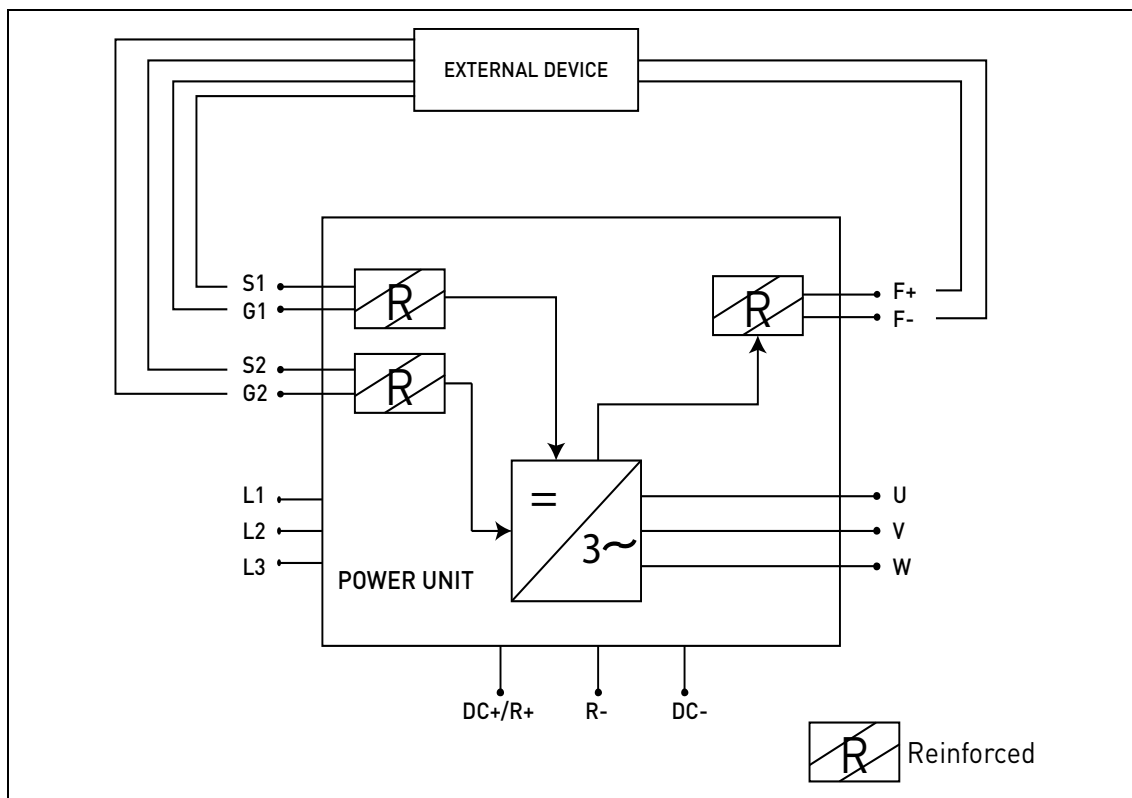 EXTERNAL DEVICE
S1
G1
S2
G2
R
R
R
F+
F-
L1
L2
L3
=
3~
U
V
W
POWER UNIT
DC+/R+
R-
DC-
R
Reinforced